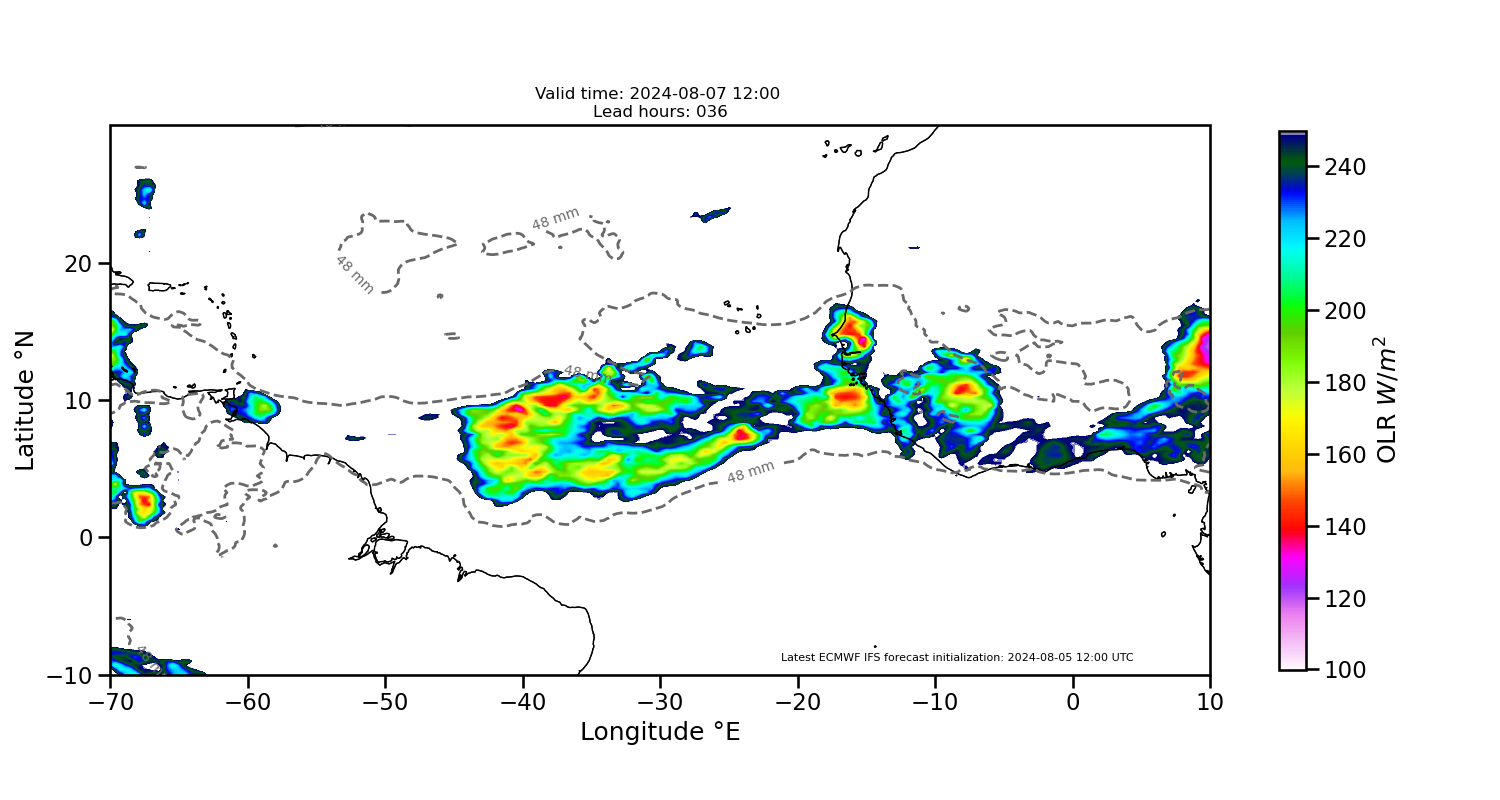 Valid time: 2024-08-07 12:00
Lead hours: 036
48 mm
48 mm
48 mm
48 mm
Latitude °N
20
10
0
−10
−70
−60
−50
−40
−30
−20
−10
0
10
Longitude °E
Latest ECMWF IFS forecast initialization: 2024-08-05 12:00 UTC
240
220
200
180
160
140
120
100
OLR W/m²